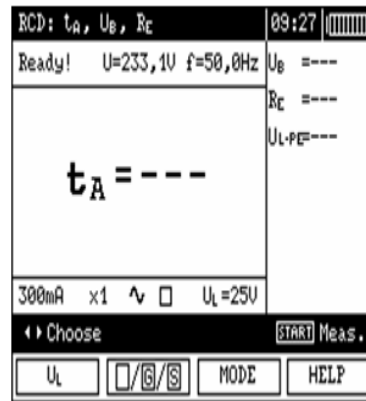 RCD: tA, UB, RE 09:27
Ready! U=233,1V f=50,0Hz
UB =---
RE =---
UL-PE=---
tA =---
300mA x1 ∿ □ UL=25V
◂ ▸ Choose START Meas.
UL □/G/S MODE HELP